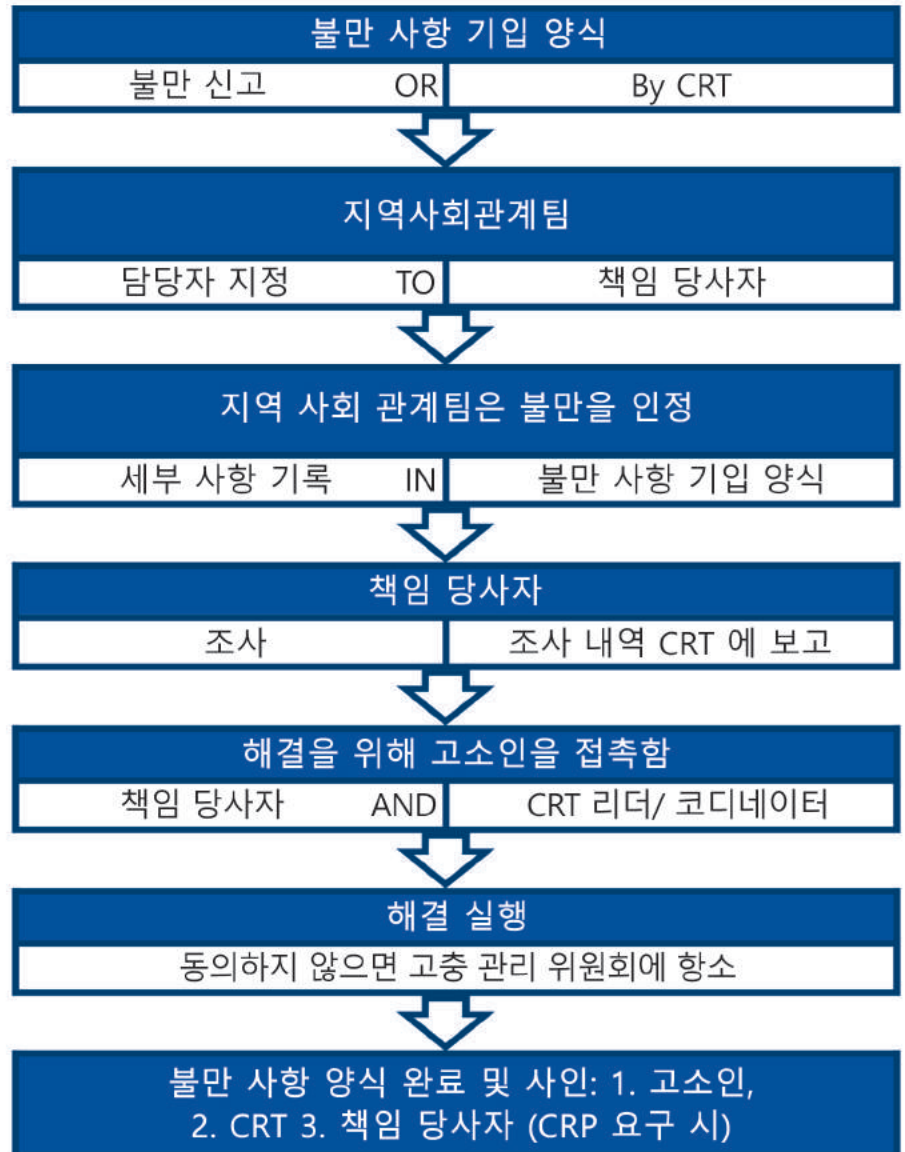 불만 사항 기입 양식
불만 신고 OR By CRT
지역사회관계팀
담당자 지정 TO 책임 당사자
지역 사회 관계팀은 불만을 인정
세부 사항 기록 IN 불만 사항 기입 양식
책임 당사자
조사 조사 내역 CRT 에 보고
해결을 위해 고소인을 접촉함
책임 당사자 AND CRT 리더/ 코디네이터
해결 실행
동의하지 않으면 고충 관리 위원회에 항소
불만 사항 양식 완료 및 사인: 1. 고소인,
2. CRT 3. 책임 당사자 (CRP 요구 시)